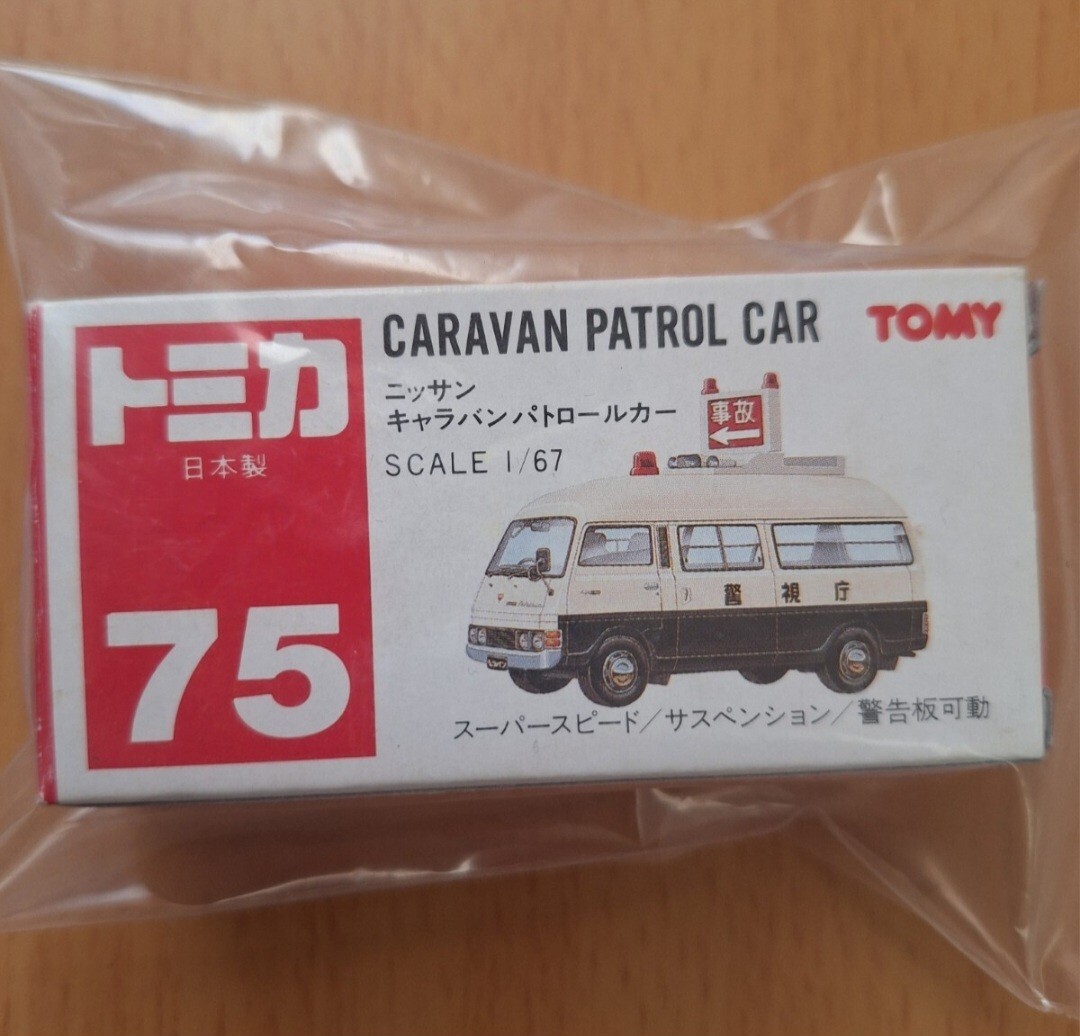 トミカ
日本製
75
CARAVAN PATROL CAR
TOMY
ニッサン
キャラバンパトロールカー
SCALE 1/67
事故
警視庁
スーパースピード/サスペンション/警告板可動